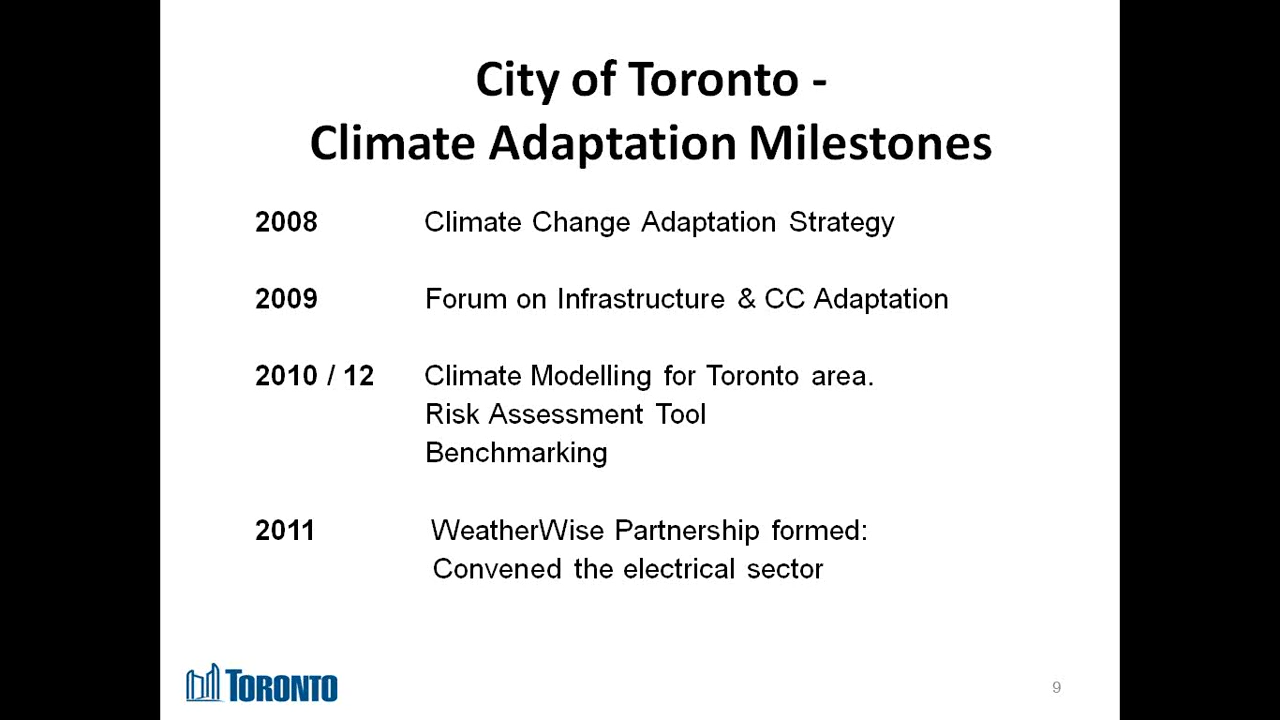 City of Toronto -
Climate Adaptation Milestones
2008 Climate Change Adaptation Strategy
2009 Forum on Infrastructure & CC Adaptation
2010 / 12 Climate Modelling for Toronto area.
Risk Assessment Tool
Benchmarking
2011 WeatherWise Partnership formed:
Convened the electrical sector
TORONTO
9